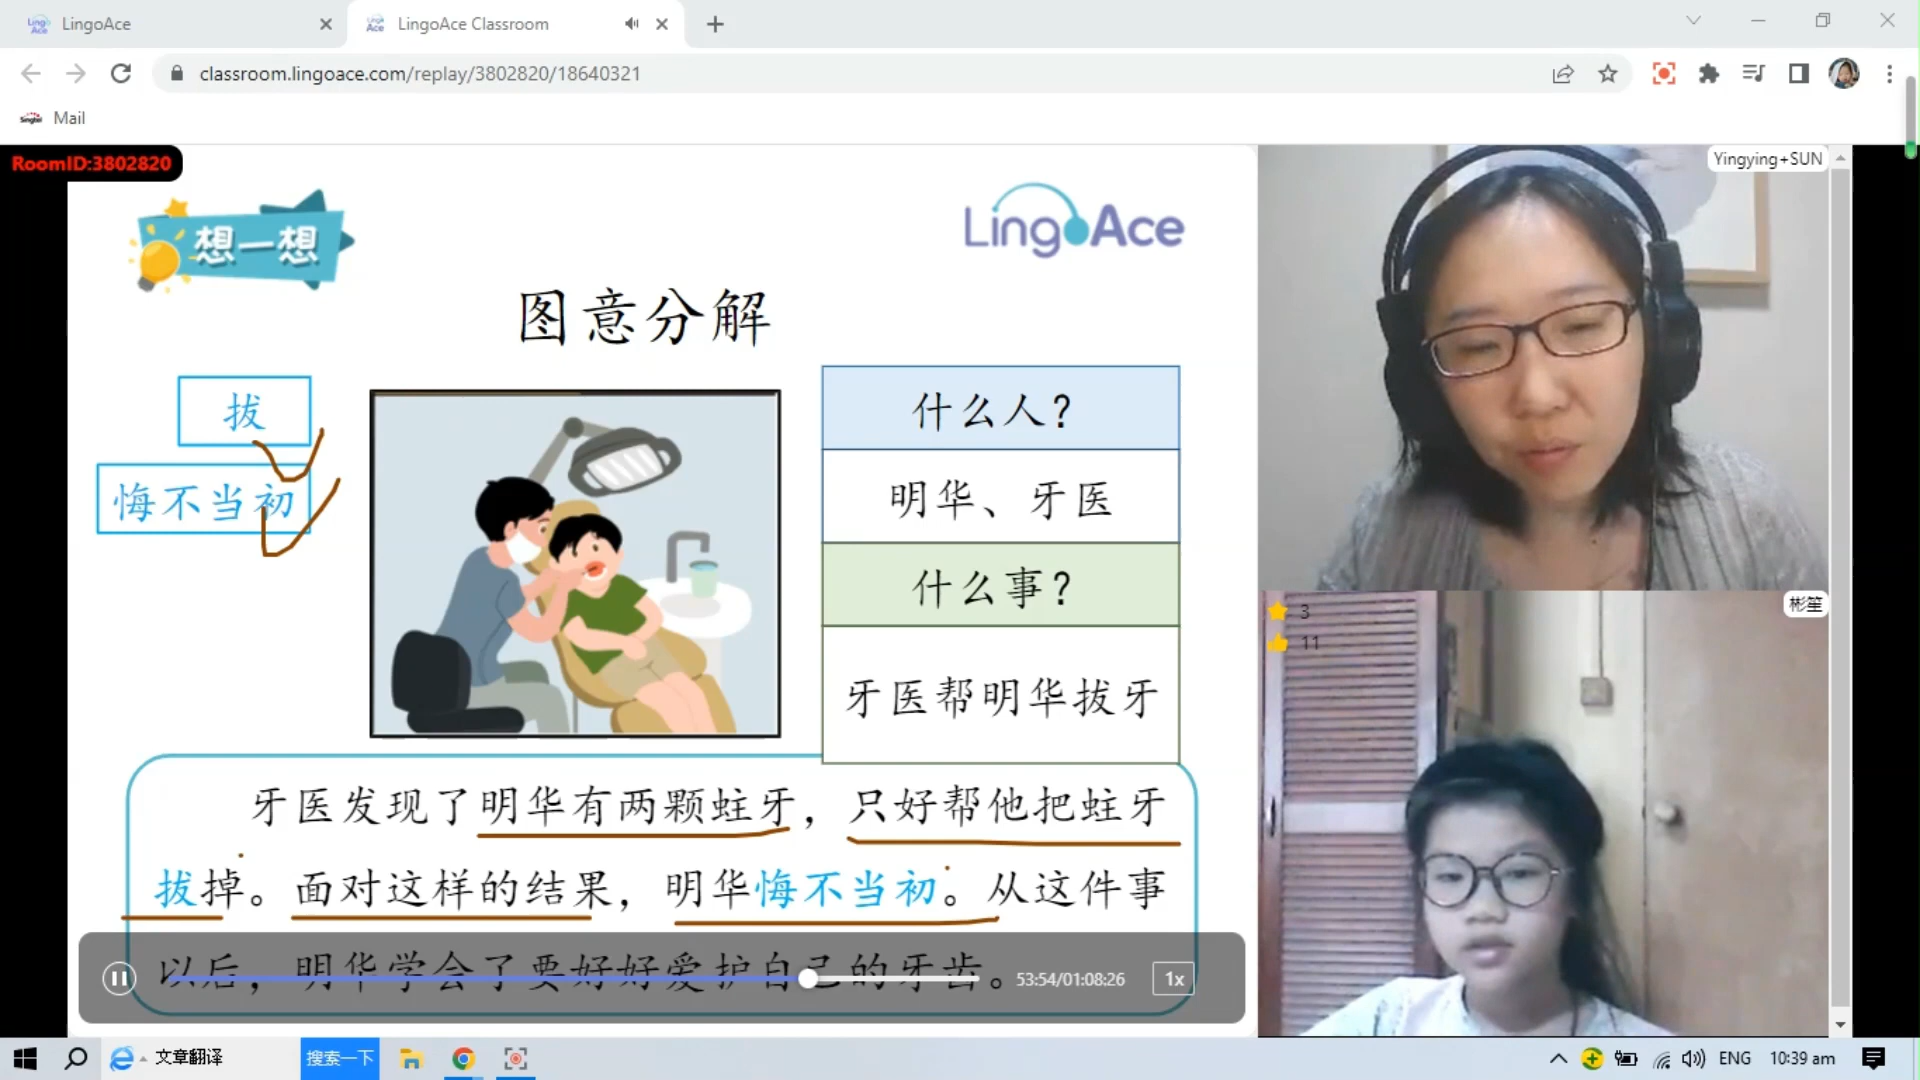 LingoAce
LingoAce Classroom
classroom.lingoace.com/replay/3802820/18640321
Singtel Mail
RoomID:3802820
想一想
LingoAce
图意分解
拔
悔不当初
什么人？
明华、牙医
什么事？
牙医帮明华拔牙
牙医发现了明华有两颗蛀牙，只好帮他把蛀牙
拔掉。面对这样的结果，明华悔不当初。从这件事
以后，明华学会了要好好爱护自己的牙齿。
53:54/01:08:26
1x
Yingying+SUN
3
11
彬笙
文章翻译
搜索一下
ENG
10:39 am